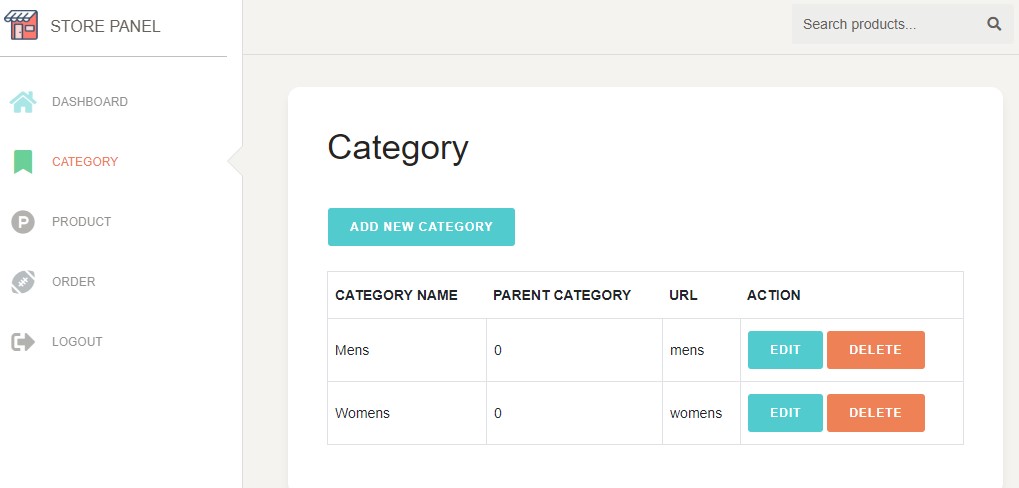 STORE PANEL
Search products...
DASHBOARD
CATEGORY
PRODUCT
ORDER
LOGOUT
Category
ADD NEW CATEGORY
CATEGORY NAME PARENT CATEGORY URL ACTION
Mens 0 mens EDIT DELETE
Womens 0 womens EDIT DELETE